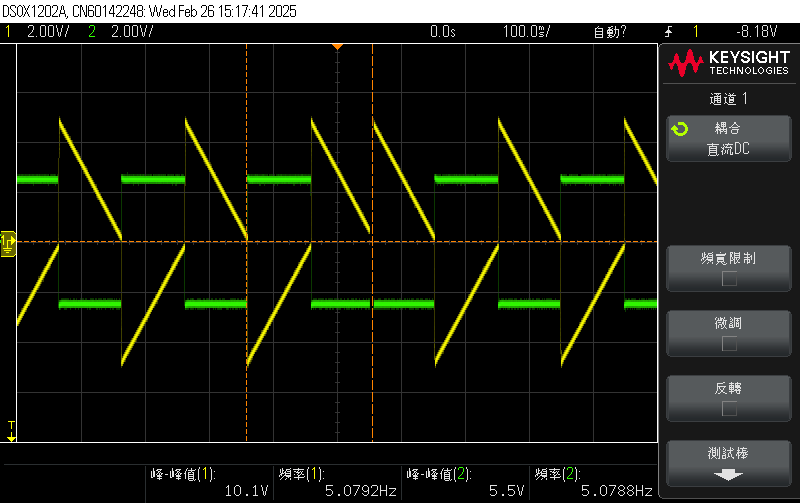 DSOX1202A, CN60142248: Wed Feb 26 15:17:41 2025
1 2.00V/ 2 2.00V/ 0.0s 100.0ms/ 自動? 1 -8.18V
KEYSIGHT
TECHNOLOGIES
通道 1
耦合
直流DC
頻寬限制
微調
反轉
測試棒
T
峰-峰值(1): 頻率(1): 峰-峰值(2): 頻率(2):
10.1V 5.0792Hz 5.5V 5.0788Hz